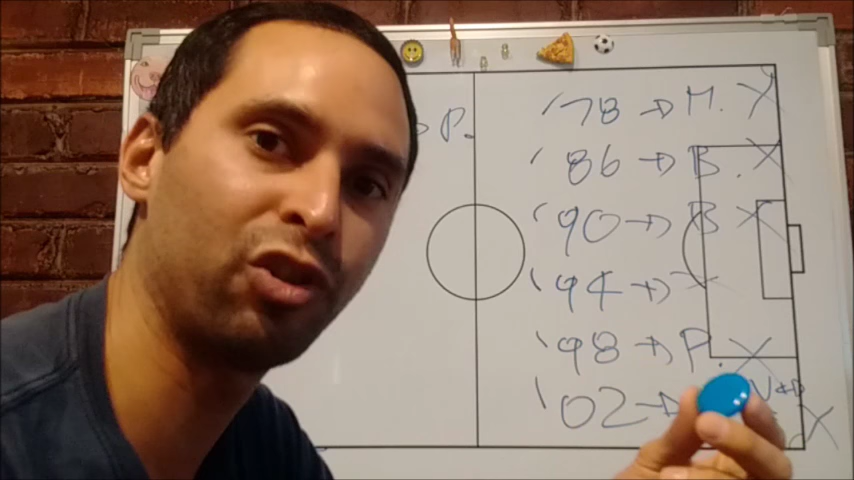 P.
'78 → M. X
'86 → B. X
'90 → B X
'94 →
'98 → P. X
'02 → X